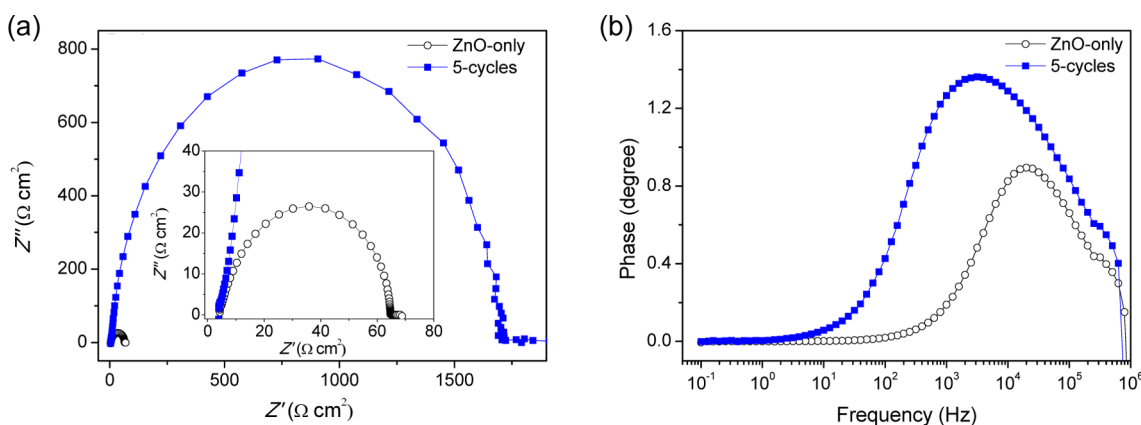 (a)
ZnO-only
5-cycles
800
600
400
200
0
Z″ (Ω cm²)
40
30
20
10
0
Z″ (Ω cm²)
0 20 40 60 80
Z′ (Ω cm²)
0 500 1000 1500
Z′ (Ω cm²)
(b)
ZnO-only
5-cycles
1.6
1.2
0.8
0.4
0.0
Phase (degree)
10⁻¹ 10⁰ 10¹ 10² 10³ 10⁴ 10⁵ 10⁶
Frequency (Hz)